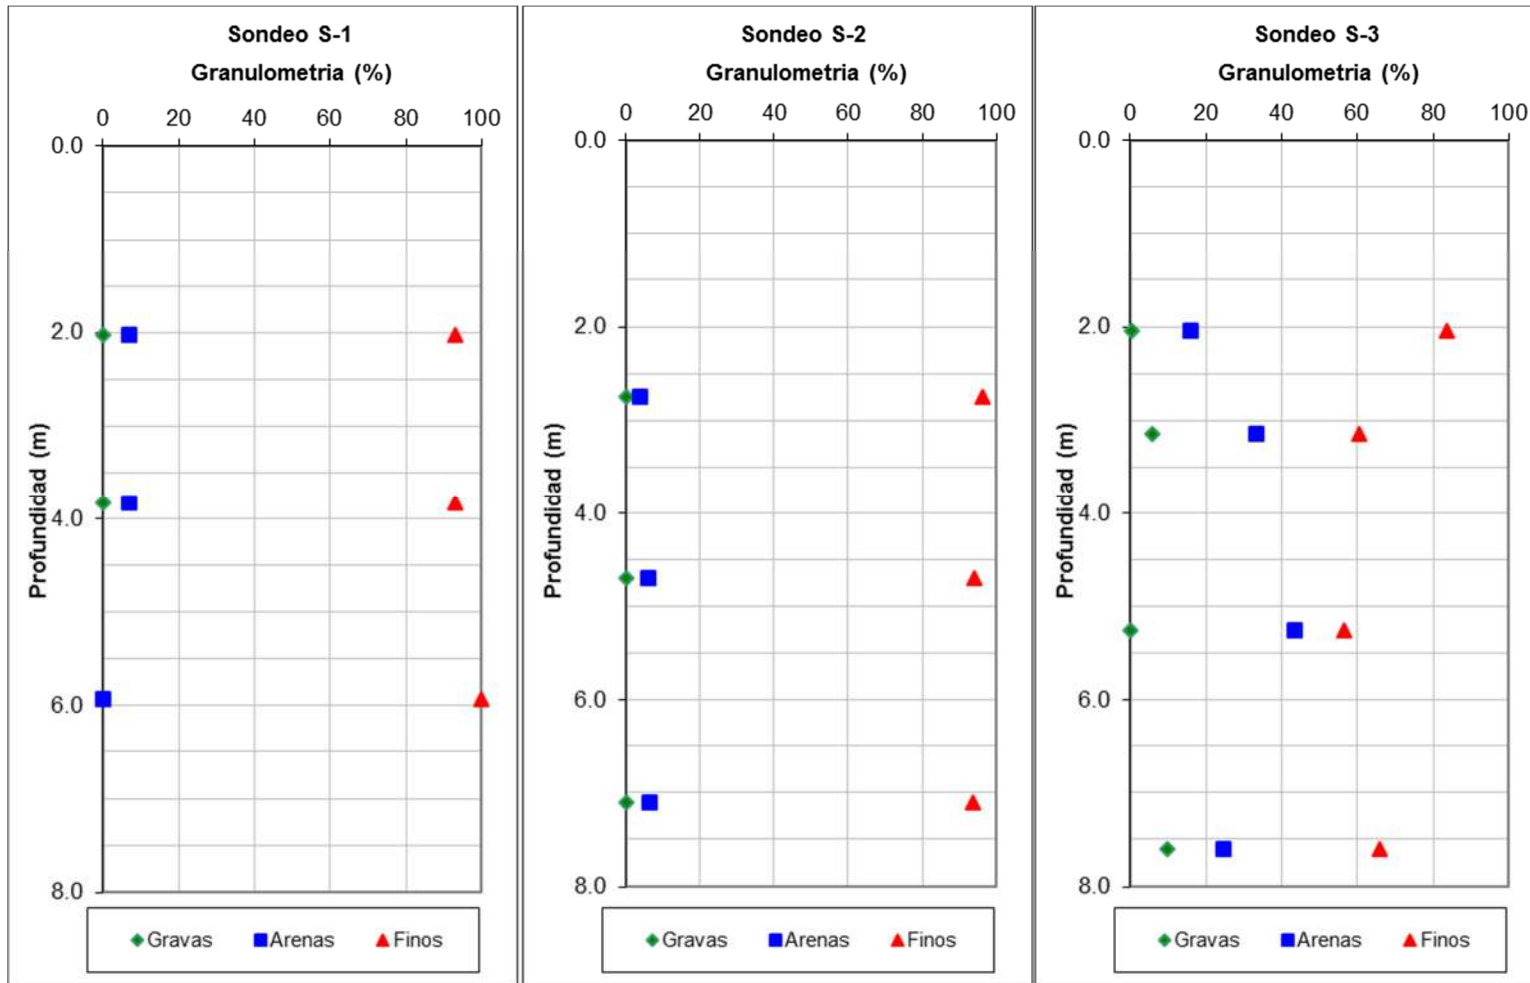 Sondeo S-1
Granulometria (%)
0 20 40 60 80 100
0.0
2.0
4.0
6.0
8.0
Profundidad (m)
Gravas Arenas Finos
Sondeo S-2
Granulometria (%)
0 20 40 60 80 100
0.0
2.0
4.0
6.0
8.0
Profundidad (m)
Gravas Arenas Finos
Sondeo S-3
Granulometria (%)
0 20 40 60 80 100
0.0
2.0
4.0
6.0
8.0
Profundidad (m)
Gravas Arenas Finos